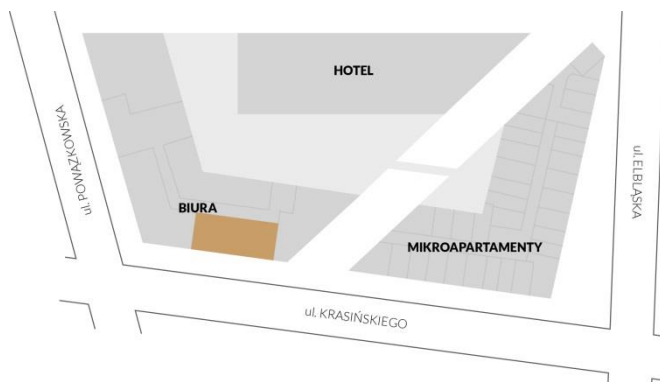 HOTEL
ul. POWĄZKOWSKA
ul. ELBLĄSKA
BIURA
MIKROAPARTAMENTY
ul. KRASIŃSKIEGO